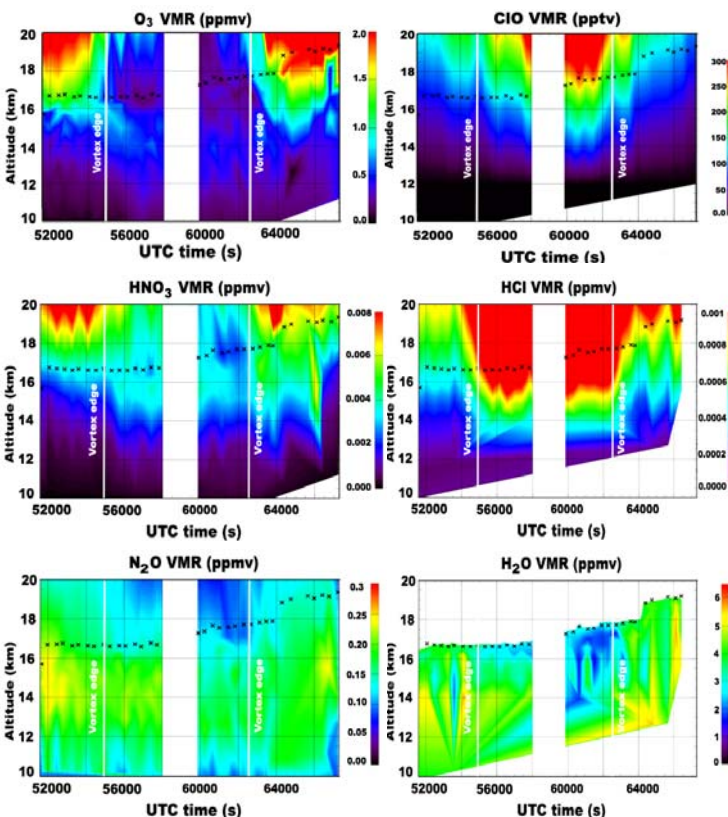 O3 VMR (ppmv)
20
18
16
14
12
10
Altitude (km)
Vortex edge
Vortex edge
52000 56000 60000 64000
UTC time (s)
2.0
1.5
1.0
0.5
0.0
ClO VMR (pptv)
20
18
16
14
12
10
Altitude (km)
Vortex edge
Vortex edge
52000 56000 60000 64000
UTC time (s)
300
250
200
150
100
50.
0.0
HNO3 VMR (ppmv)
20
18
16
14
12
10
Altitude (km)
Vortex edge
Vortex edge
52000 56000 60000 64000
UTC time (s)
0.008
0.006
0.004
0.002
0.000
HCl VMR (ppmv)
20
18
16
14
12
10
Altitude (km)
Vortex edge
Vortex edge
52000 56000 60000 64000
UTC time (s)
0.001
0.0008
0.0006
0.0004
0.0002
0.0000
N2O VMR (ppmv)
20
18
16
14
12
10
Altitude (km)
Vortex edge
Vortex edge
52000 56000 60000 64000
UTC time (s)
0.3
0.25
0.20
0.15
0.10
0.05
0.00
H2O VMR (ppmv)
20
18
16
14
12
10
Altitude (km)
Vortex edge
Vortex edge
52000 56000 60000 64000
UTC time (s)
6
5
4
3
2
1
0